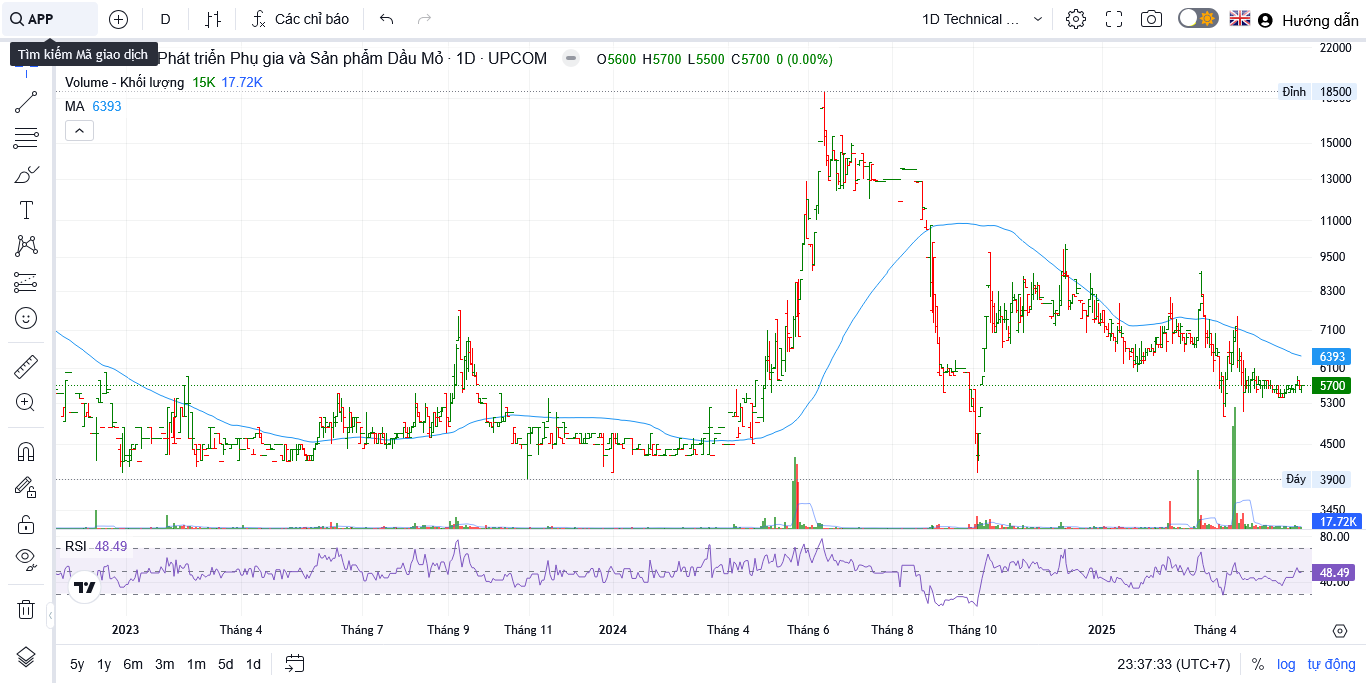 APP
D
Các chỉ báo
1D Technical ...
Hướng dẫn
Tìm kiếm Mã giao dịch
Phát triển Phụ gia và Sản phẩm Dầu Mỏ · 1D · UPCOM
O5600 H5700 L5500 C5700 0 (0.00%)
Volume - Khối lượng 15K 17.72K
MA 6393
22000
Đỉnh 18500
15000
13000
11000
9500
8300
7100
6393
6100
5700
5300
4500
Đáy 3900
3450
17.72K
RSI 48.49
80.00
48.49
40.00
2023
Tháng 4
Tháng 7
Tháng 9
Tháng 11
2024
Tháng 4
Tháng 6
Tháng 8
Tháng 10
2025
Tháng 4
5y 1y 6m 3m 1m 5d 1d
23:37:33 (UTC+7)
% log tự động